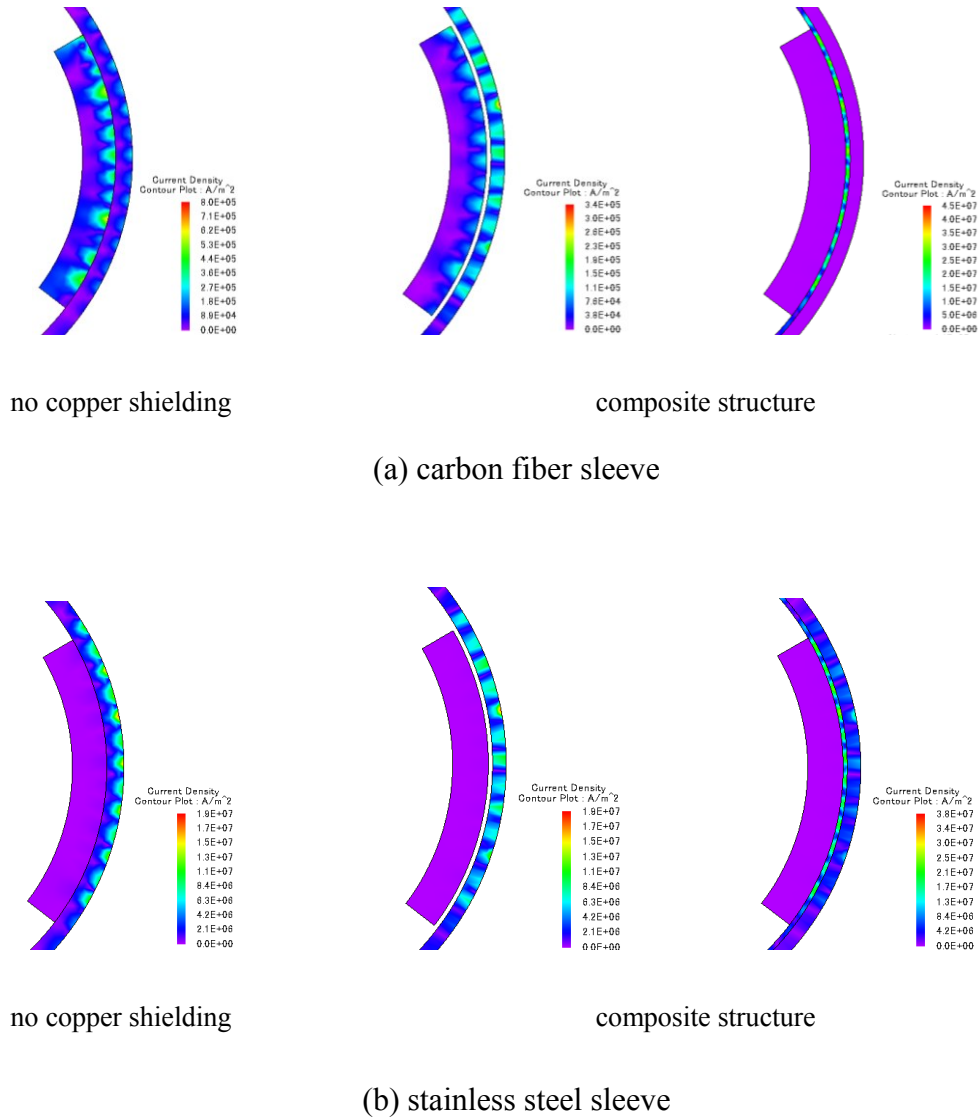 Current Density
Contour Plot : A/m^2
8.0E+05
7.1E+05
6.2E+05
5.3E+05
4.4E+05
3.6E+05
2.7E+05
1.8E+05
8.9E+04
0.0E+00
Current Density
Contour Plot : A/m^2
3.4E+05
3.0E+05
2.6E+05
2.3E+05
1.9E+05
1.5E+05
1.1E+05
7.6E+04
3.8E+04
0.0E+00
Current Density
Contour Plot : A/m^2
4.5E+07
4.0E+07
3.5E+07
3.0E+07
2.5E+07
2.0E+07
1.5E+07
1.0E+07
5.0E+06
0.0E+00
no copper shielding
composite structure
(a) carbon fiber sleeve
Current Density
Contour Plot : A/m^2
1.9E+07
1.7E+07
1.5E+07
1.3E+07
1.1E+07
8.4E+06
6.3E+06
4.2E+06
2.1E+06
0.0E+00
Current Density
Contour Plot : A/m^2
1.9E+07
1.7E+07
1.5E+07
1.3E+07
1.1E+07
8.4E+06
6.3E+06
4.2E+06
2.1E+06
0.0E+00
Current Density
Contour Plot : A/m^2
3.8E+07
3.4E+07
3.0E+07
2.5E+07
2.1E+07
1.7E+07
1.3E+07
8.4E+06
4.2E+06
0.0E+00
no copper shielding
composite structure
(b) stainless steel sleeve